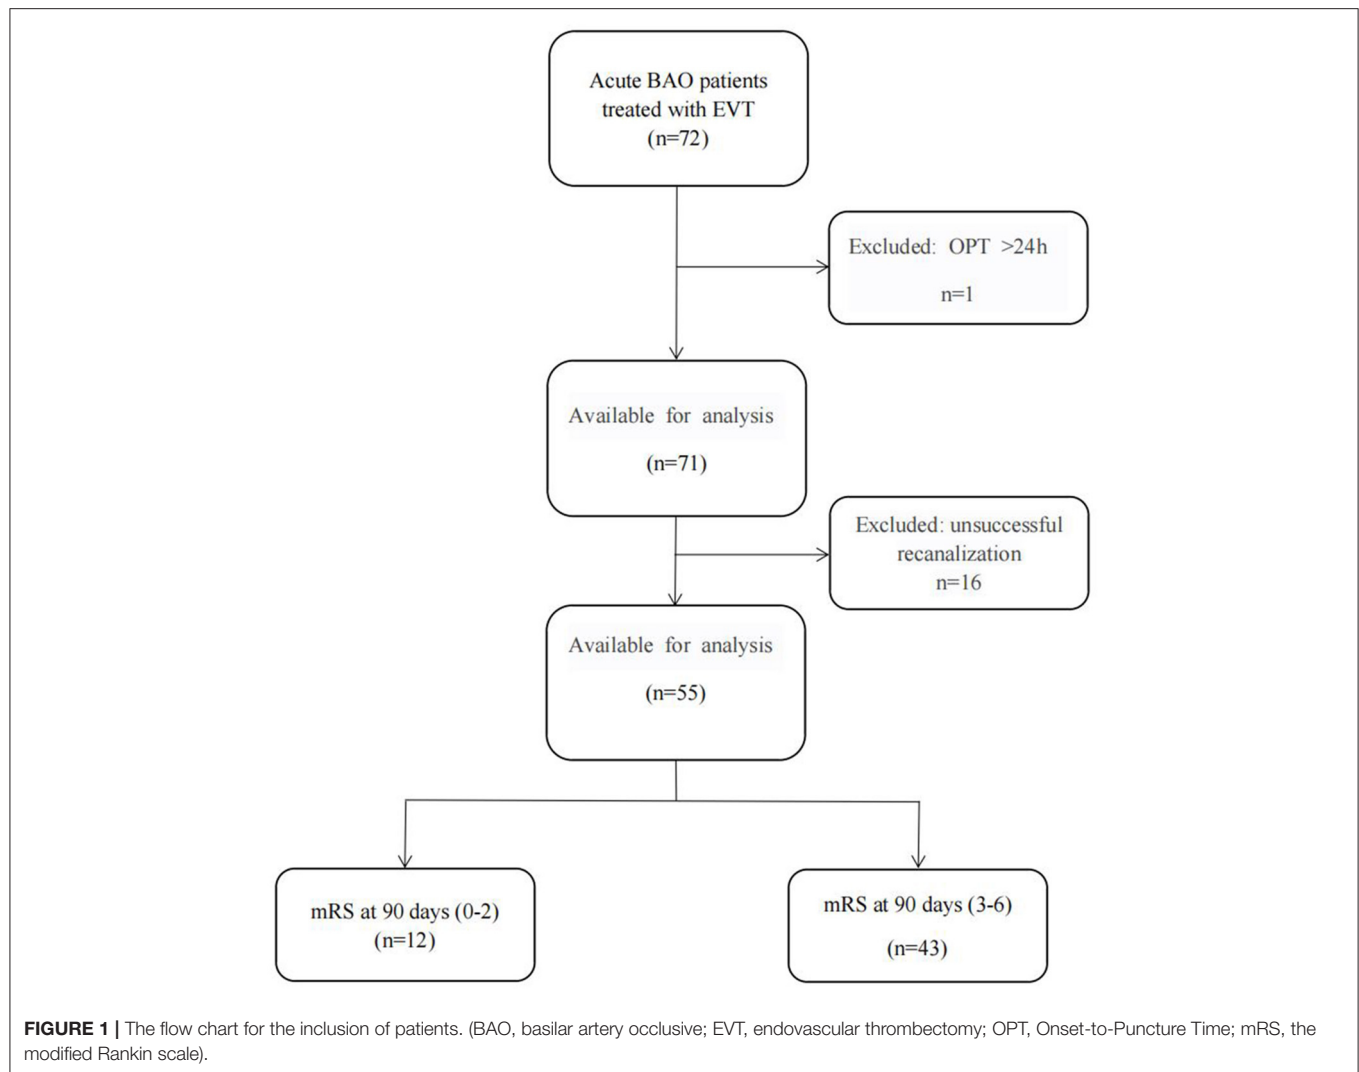 Acute BAO patients
treated with EVT
(n=72)
Excluded: OPT >24h
n=1
Available for analysis
(n=71)
Excluded: unsuccessful
recanalization
n=16
Available for analysis
(n=55)
mRS at 90 days (0-2)
(n=12)
mRS at 90 days (3-6)
(n=43)
FIGURE 1 | The flow chart for the inclusion of patients. (BAO, basilar artery occlusive; EVT, endovascular thrombectomy; OPT, Onset-to-Puncture Time; mRS, the
modified Rankin scale).